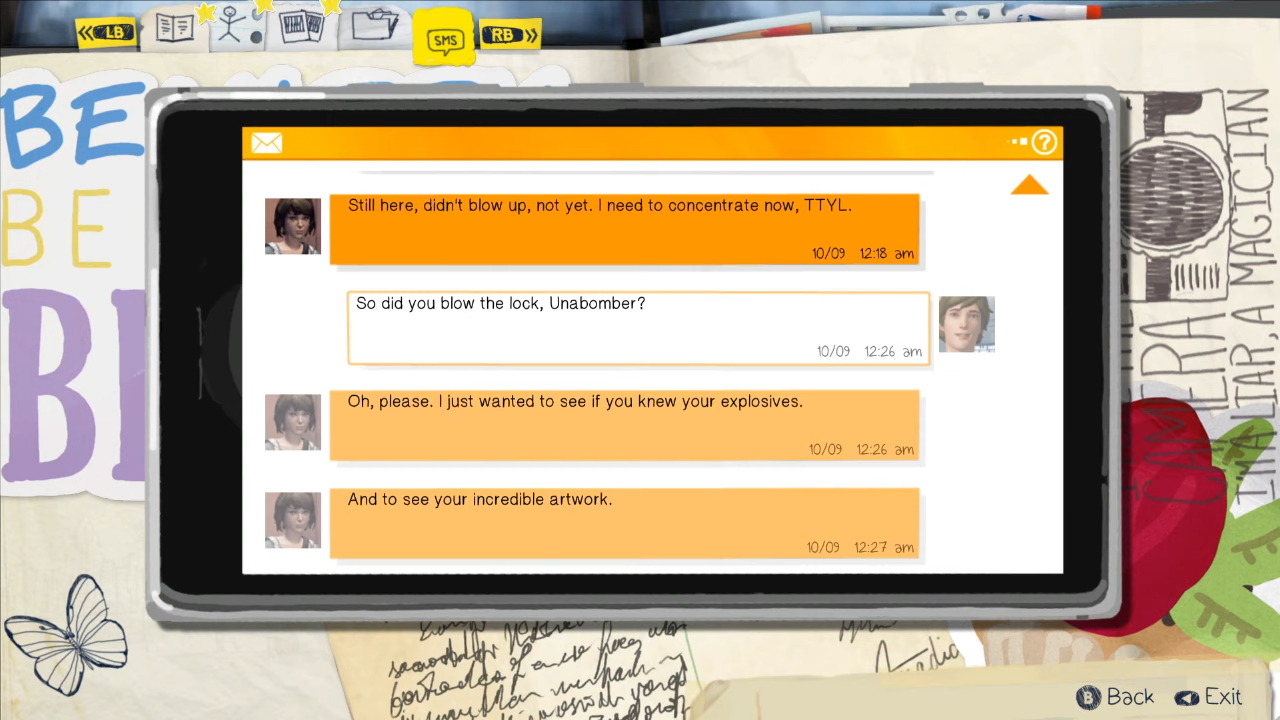 LB
SMS
RB
BE
BE
Still here, didn't blow up, not yet. I need to concentrate now, TTYL.
10/09 12:18 am
So did you blow the lock, Unabomber?
10/09 12:26 am
Oh, please. I just wanted to see if you knew your explosives.
10/09 12:26 am
And to see your incredible artwork.
10/09 12:27 am
CAMERA
I'M A LIAR, A MAGICIAN
B Back
Exit